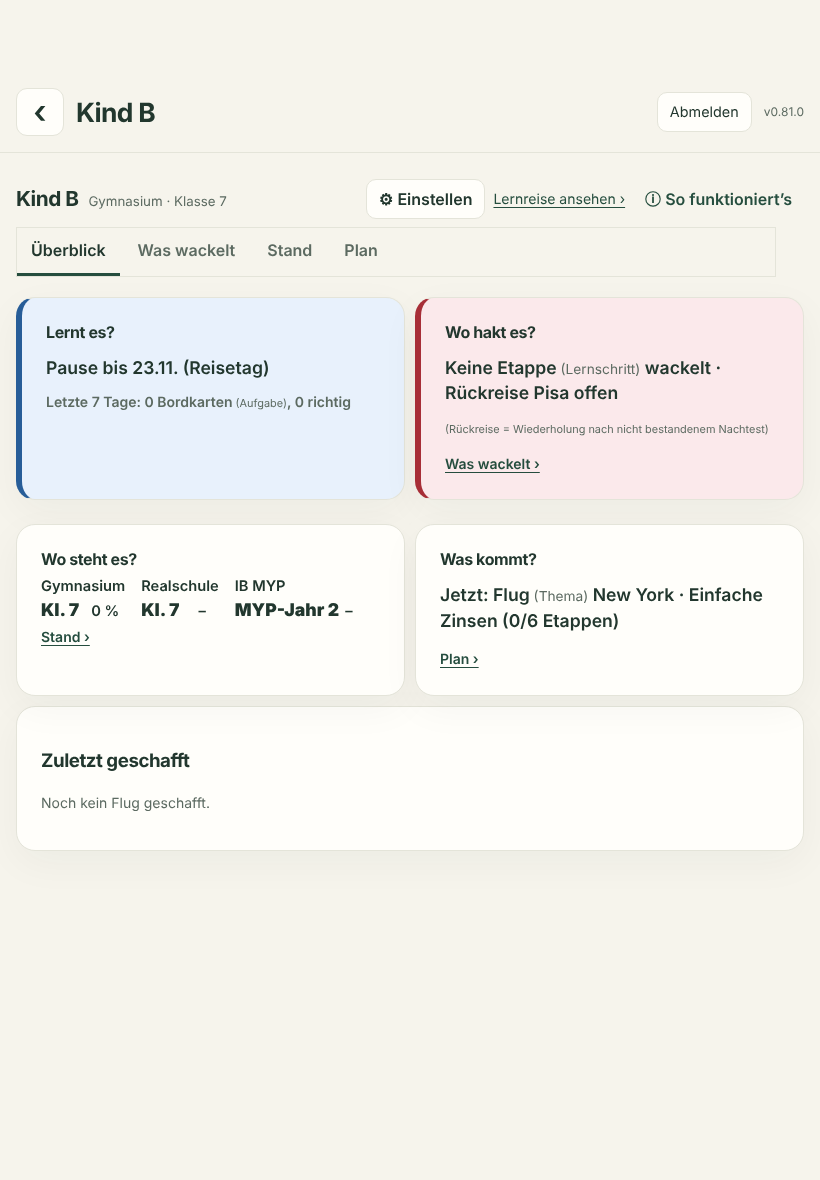 ‹ Kind B
Abmelden
v0.81.0
Kind B Gymnasium · Klasse 7
⚙ Einstellen
Lernreise ansehen ›
ⓘ So funktioniert’s
Überblick
Was wackelt
Stand
Plan
Lernt es?
Pause bis 23.11. (Reisetag)
Letzte 7 Tage: 0 Bordkarten (Aufgabe), 0 richtig
Wo hakt es?
Keine Etappe (Lernschritt) wackelt ·
Rückreise Pisa offen
(Rückreise = Wiederholung nach nicht bestandenem Nachtest)
Was wackelt ›
Wo steht es?
Gymnasium Realschule IB MYP
Kl. 7 0 % Kl. 7 – MYP-Jahr 2 –
Stand ›
Was kommt?
Jetzt: Flug (Thema) New York · Einfache
Zinsen (0/6 Etappen)
Plan ›
Zuletzt geschafft
Noch kein Flug geschafft.